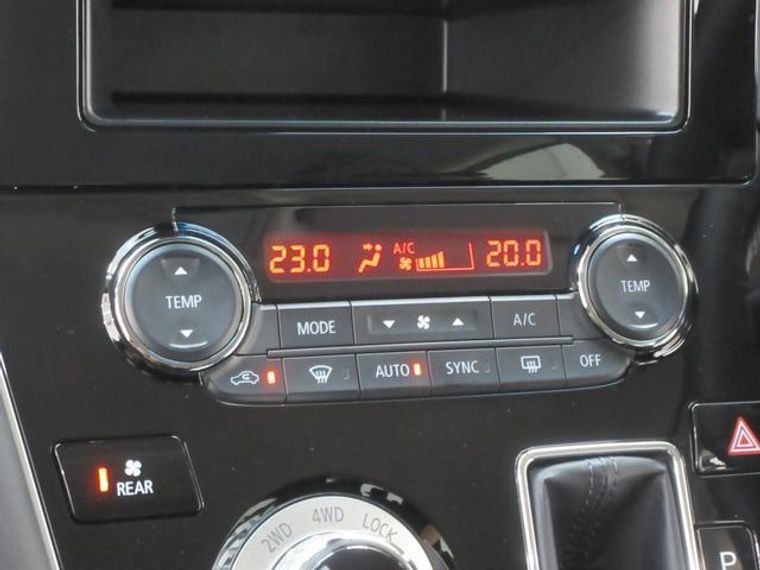 23.0 A/C 20.0
TEMP
TEMP
MODE A/C
AUTO SYNC OFF
REAR
2WD 4WD LOCK
P